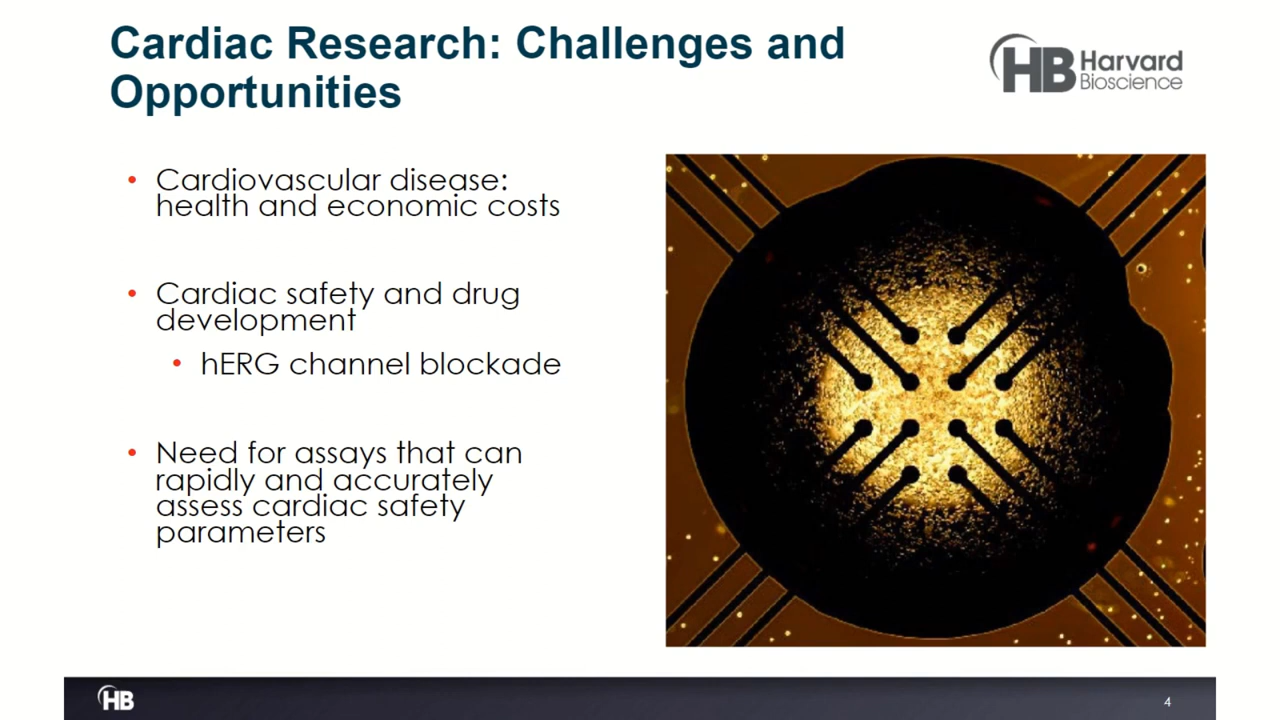 Cardiac Research: Challenges and
Opportunities
HB Harvard
Bioscience
• Cardiovascular disease:
health and economic costs
• Cardiac safety and drug
development
• hERG channel blockade
• Need for assays that can
rapidly and accurately
assess cardiac safety
parameters
HB
4